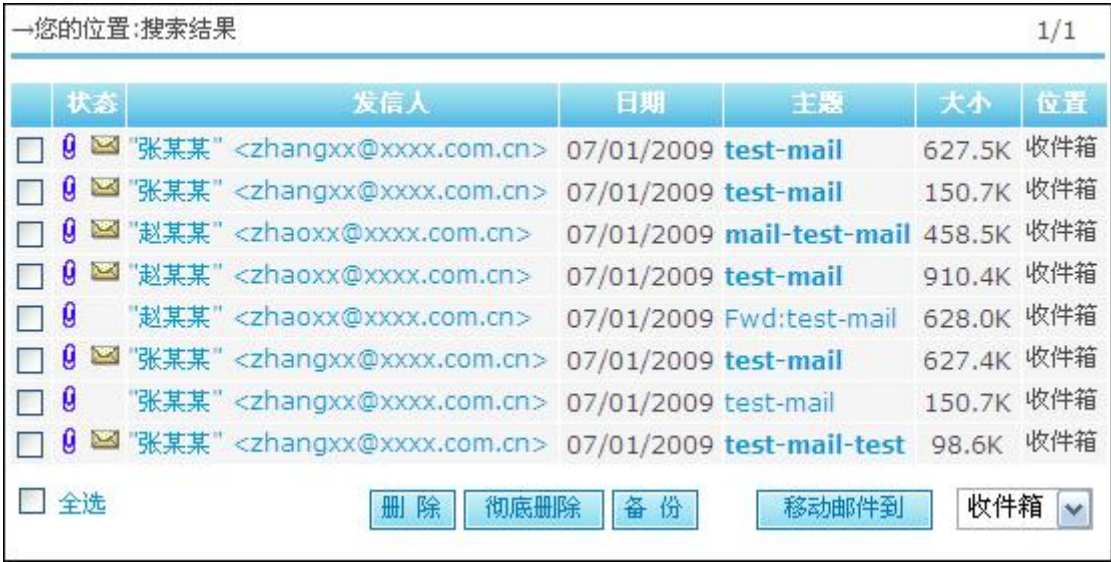 →您的位置:搜索结果 1/1
状态 发信人 日期 主题 大小 位置
"张某某" <zhangxx@xxxx.com.cn> 07/01/2009 test-mail 627.5K 收件箱
"张某某" <zhangxx@xxxx.com.cn> 07/01/2009 test-mail 150.7K 收件箱
"赵某某" <zhaoxx@xxxx.com.cn> 07/01/2009 mail-test-mail 458.5K 收件箱
"赵某某" <zhaoxx@xxxx.com.cn> 07/01/2009 test-mail 910.4K 收件箱
"赵某某" <zhaoxx@xxxx.com.cn> 07/01/2009 Fwd:test-mail 628.0K 收件箱
"张某某" <zhangxx@xxxx.com.cn> 07/01/2009 test-mail 627.4K 收件箱
"张某某" <zhangxx@xxxx.com.cn> 07/01/2009 test-mail 150.7K 收件箱
"张某某" <zhangxx@xxxx.com.cn> 07/01/2009 test-mail-test 98.6K 收件箱
全选 删 除 彻底删除 备 份 移动邮件到 收件箱